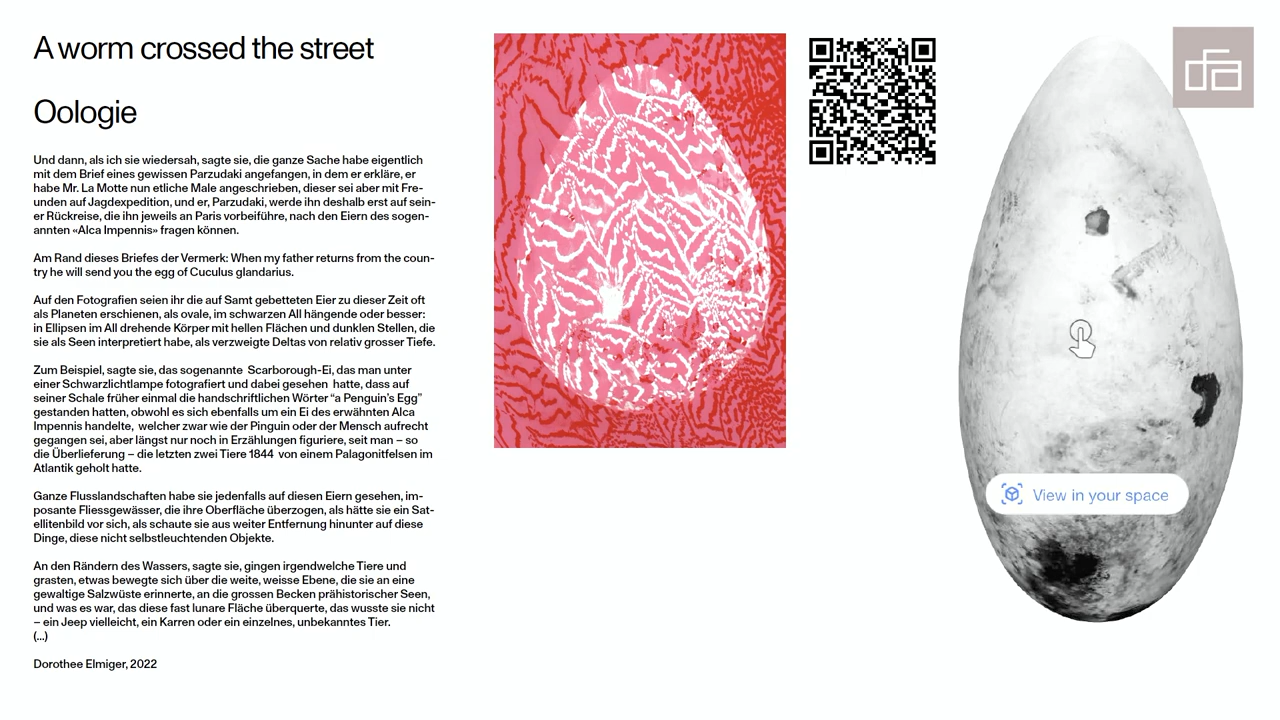 A worm crossed the street
Oologie
Und dann, als ich sie wiedersah, sagte sie, die ganze Sache habe eigentlich
mit dem Brief eines gewissen Parzudaki angefangen, in dem er erkläre, er
habe Mr. La Motte nun etliche Male angeschrieben, dieser sei aber mit Fre-
unden auf Jagdexpedition, und er, Parzudaki, werde ihn deshalb erst auf sein-
er Rückreise, die ihn jeweils an Paris vorbeiführe, nach den Eiern des sogen-
annten «Alca Impennis» fragen können.
Am Rand dieses Briefes der Vermerk: When my father returns from the coun-
try he will send you the egg of Cuculus glandarius.
Auf den Fotografien seien ihr die auf Samt gebetteten Eier zu dieser Zeit oft
als Planeten erschienen, als ovale, im schwarzen All hängende oder besser:
in Ellipsen im All drehende Körper mit hellen Flächen und dunklen Stellen, die
sie als Seen interpretiert habe, als verzweigte Deltas von relativ grosser Tiefe.
Zum Beispiel, sagte sie, das sogenannte Scarborough-Ei, das man unter
einer Schwarzlichtlampe fotografiert und dabei gesehen hatte, dass auf
seiner Schale früher einmal die handschriftlichen Wörter “a Penguin's Egg”
gestanden hatten, obwohl es sich ebenfalls um ein Ei des erwähnten Alca
Impennis handelte, welcher zwar wie der Pinguin oder der Mensch aufrecht
gegangen sei, aber längst nur noch in Erzählungen figuriere, seit man – so
die Überlieferung – die letzten zwei Tiere 1844 von einem Palagonitfelsen im
Atlantik geholt hatte.
Ganze Flusslandschaften habe sie jedenfalls auf diesen Eiern gesehen, im-
posante Fliessgewässer, die ihre Oberfläche überzogen, als hätte sie ein Sat-
ellitenbild vor sich, als schaute sie aus weiter Entfernung hinunter auf diese
Dinge, diese nicht selbstleuchtenden Objekte.
An den Rändern des Wassers, sagte sie, gingen irgendwelche Tiere und
grasten, etwas bewegte sich über die weite, weisse Ebene, die sie an eine
gewaltige Salzwüste erinnerte, an die grossen Becken prähistorischer Seen,
und was es war, das diese fast lunare Fläche überquerte, das wusste sie nicht
– ein Jeep vielleicht, ein Karren oder ein einzelnes, unbekanntes Tier.
(...)
Dorothee Elmiger, 2022
dfa
View in your space